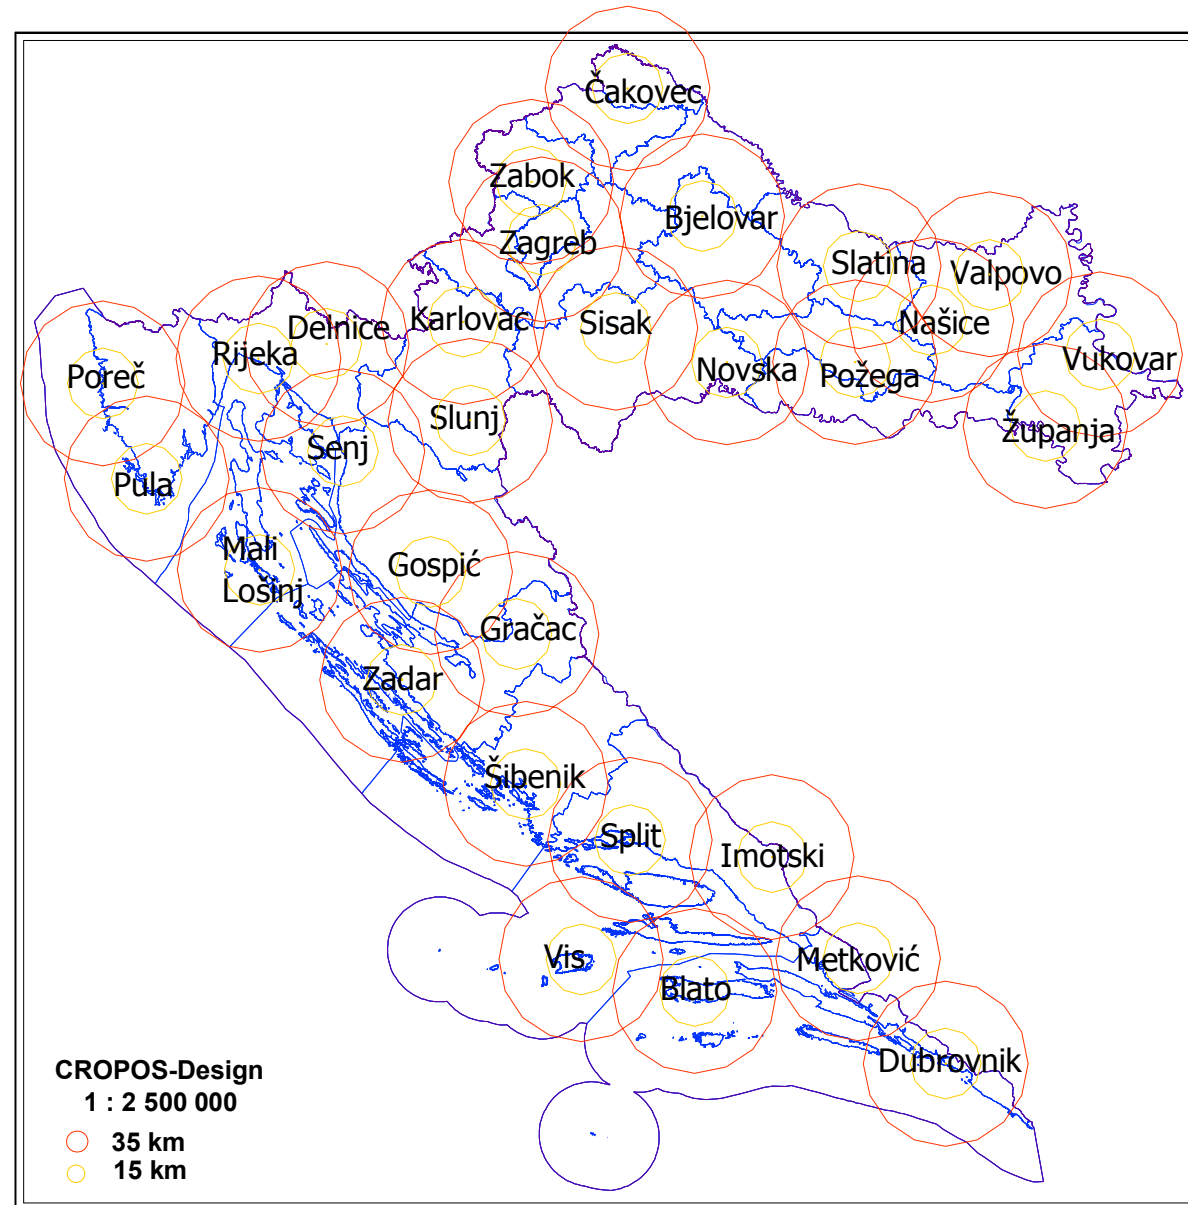 Čakovec
Zabok
Bjelovar
Zagreb
Slatina
Valpovo
Karlovac
Sisak
Našice
Delnice
Rijeka
Vukovar
Poreč
Novska
Požega
Slunj
Županja
Senj
Pula
Mali
Lošinj
Gospić
Gračac
Zadar
Šibenik
Split
Imotski
Vis
Metković
Blato
Dubrovnik
CROPOS-Design
1 : 2 500 000
35 km
15 km